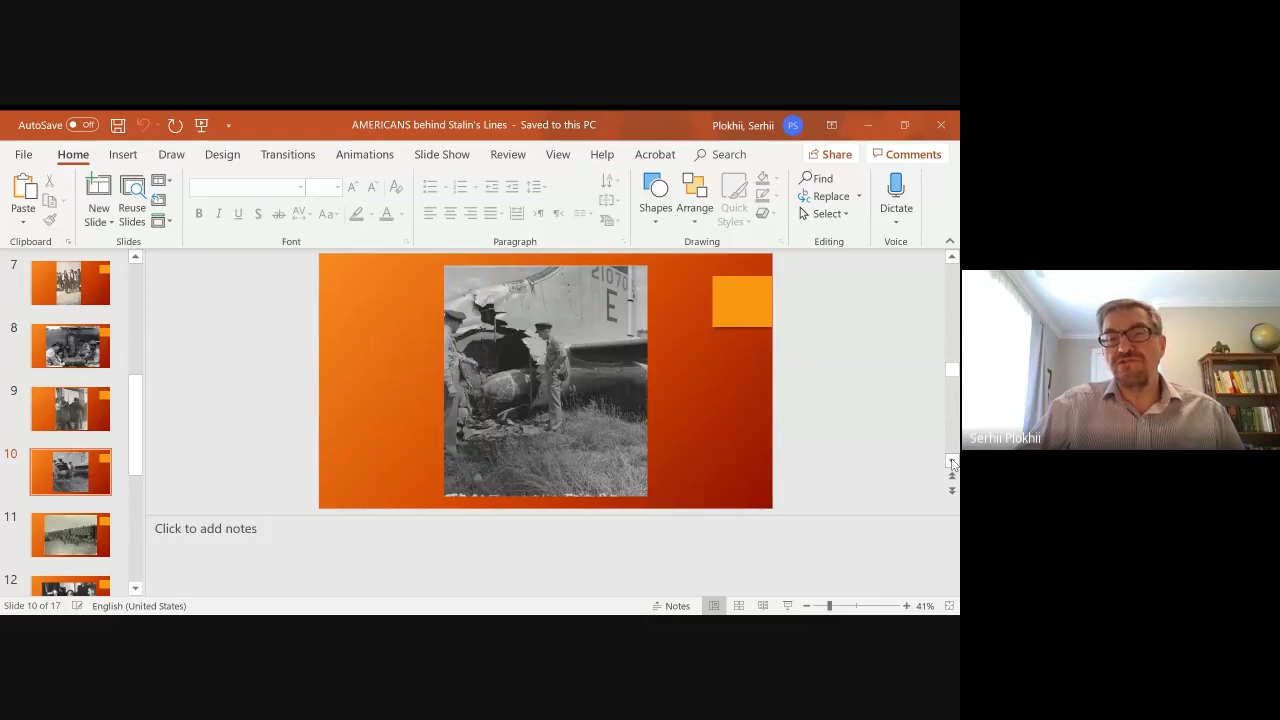 AutoSave Off
AMERICANS behind Stalin's Lines - Saved to this PC
Plokhii, Serhii PS
File Home Insert Draw Design Transitions Animations Slide Show Review View Help Acrobat Search Share Comments
Paste
New Slide
Reuse Slides
B I U S ab AV Aa A
Shapes
Arrange
Quick Styles
Find
Replace
Select
Dictate
Clipboard Slides Font Paragraph Drawing Editing Voice
7
8
9
10
11
12
21070
E
Serhii Plokhii
Click to add notes
Slide 10 of 17 English (United States) Notes 41%